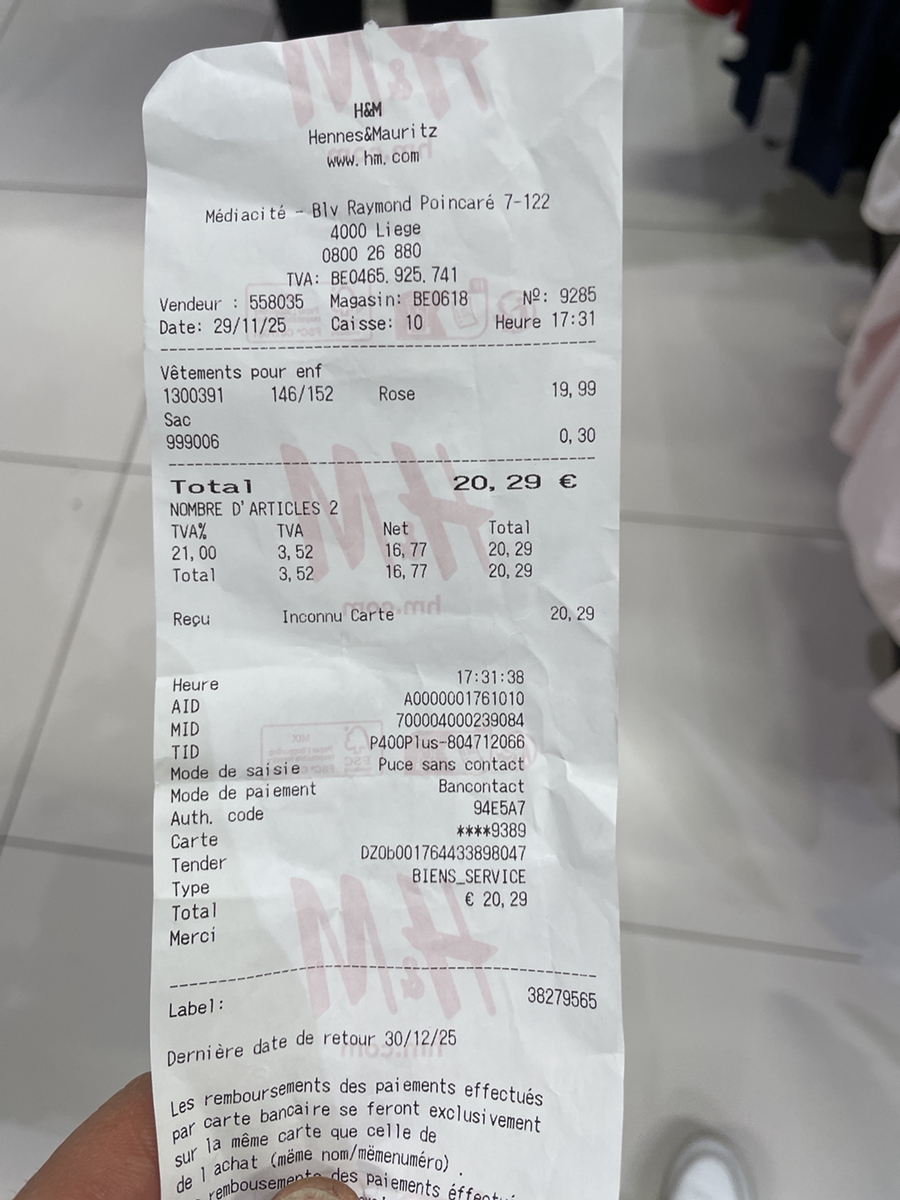 H&M
Hennes&Mauritz
www.hm.com
Médiacité - Blv Raymond Poincaré 7-122
4000 Liege
0800 26 880
TVA: BE0465.925.741
Vendeur : 558035 Magasin: BE0618 Nº: 9285
Date: 29/11/25 Caisse: 10 Heure 17:31
Vêtements pour enf
1300391 146/152 Rose 19,99
Sac
999006 0,30
Total 20,29 €
NOMBRE D'ARTICLES 2
TVA% TVA Net Total
21,00 3,52 16,77 20,29
Total 3,52 16,77 20,29
Reçu Inconnu Carte 20,29
Heure 17:31:38
AID A0000001761010
MID 700004000239084
TID P400Plus-804712066
Mode de saisie Puce sans contact
Mode de paiement Bancontact
Auth. code 94E5A7
Carte ****9389
Tender DZ0b001764433898047
Type BIENS_SERVICE
Total € 20,29
Merci
Label: 38279565
Dernière date de retour 30/12/25
Les remboursements des paiements effectués
par carte bancaire se feront exclusivement
sur la même carte que celle de
de l achat (même nom/mêmenuméro).
des paiements